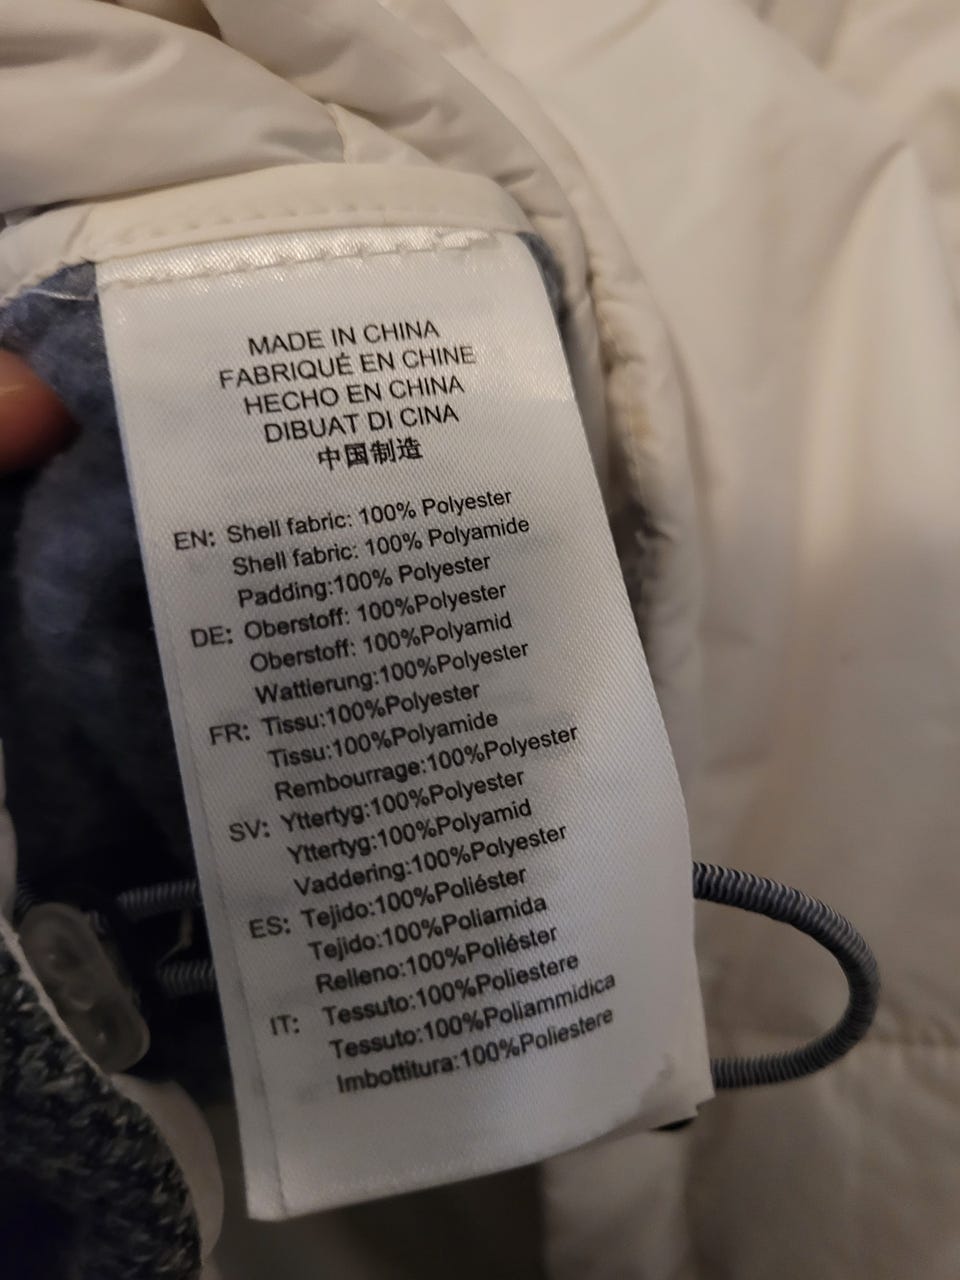 MADE IN CHINA
FABRIQUÉ EN CHINE
HECHO EN CHINA
DIBUAT DI CINA
中国制造
EN: Shell fabric: 100% Polyester
Shell fabric: 100% Polyamide
Padding:100% Polyester
DE: Oberstoff: 100%Polyester
Oberstoff: 100%Polyamid
Wattierung:100%Polyester
FR: Tissu:100%Polyester
Tissu:100%Polyamide
Rembourrage:100%Polyester
SV: Yttertyg:100%Polyester
Yttertyg:100%Polyamid
Vaddering:100%Polyester
ES: Tejido:100%Poliéster
Tejido:100%Poliamida
Relleno:100%Poliéster
IT: Tessuto:100%Poliestere
Tessuto:100%Poliammidica
Imbottitura:100%Poliestere